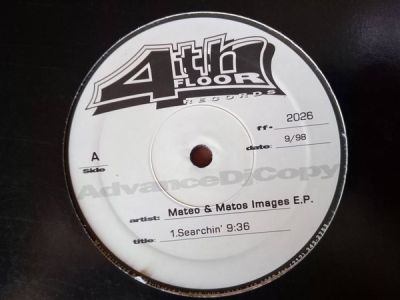 4th
FLOOR
RECORDS
ff- 2026
date: 9/98
A
Side
AdvanceDjCopy
artist: Mateo & Matos Images E.P.
title: 1.Searchin' 9:36